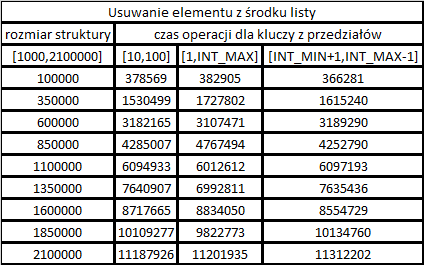 Usuwanie elementu z środku listy
rozmiar struktury czas operacji dla kluczy z przedziałów
[1000,2100000] [10,100] [1,INT_MAX] [INT_MIN+1,INT_MAX-1]
100000 378569 382905 366281
350000 1530499 1727802 1615240
600000 3182165 3107471 3189290
850000 4285007 4767494 4252790
1100000 6094933 6012612 6097193
1350000 7640907 6992811 7635436
1600000 8717665 8834050 8554729
1850000 10109277 9822773 10134760
2100000 11187926 11201935 11312202